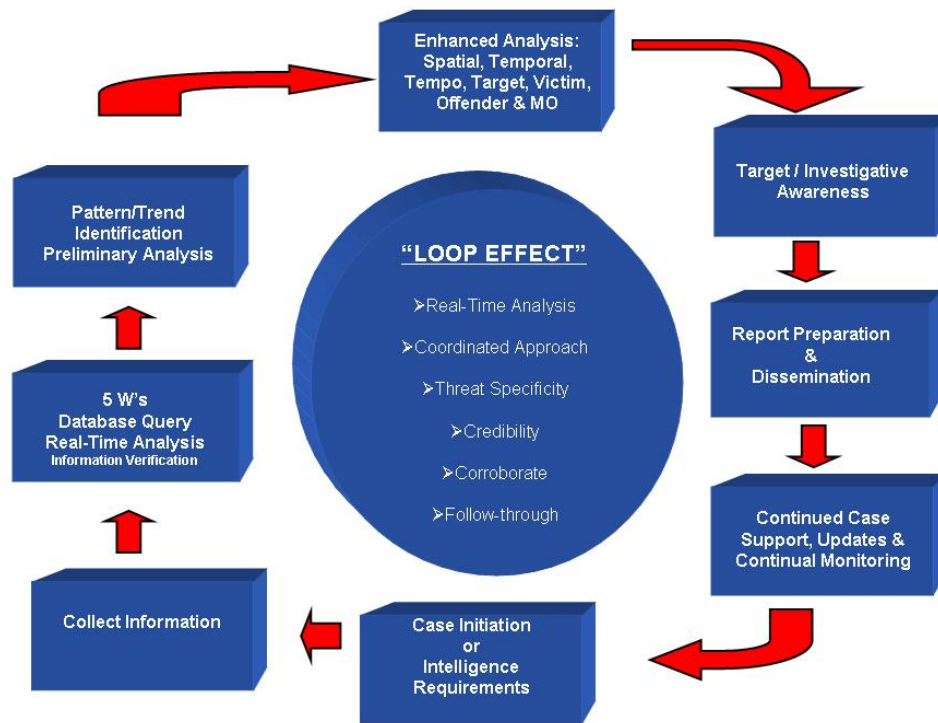 Enhanced Analysis:
Spatial, Temporal,
Tempo, Target, Victim,
Offender & MO
Target / Investigative
Awareness
Report Preparation
&
Dissemination
Continued Case
Support, Updates &
Continual Monitoring
Case Initiation
or
Intelligence
Requirements
Collect Information
5 W's
Database Query
Real-Time Analysis
Information Verification
Pattern/Trend
Identification
Preliminary Analysis
“LOOP EFFECT”
➢Real-Time Analysis
➢Coordinated Approach
➢Threat Specificity
➢Credibility
➢Corroborate
➢Follow-through